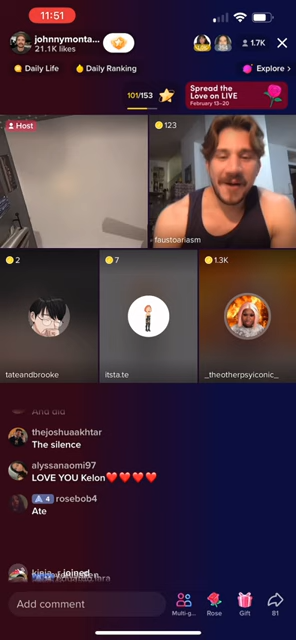 11:51
johnnymonta...
21.1K likes
1.7K
Daily Life
Daily Ranking
Explore >
101/153
Spread the
Love on LIVE
February 13–20
Host
123
faustoariasm
2
7
1.3K
tateandbrooke
itsta.te
_theotherpsyiconic_
And did
thejoshuaakhtar
The silence
alyssanaomi97
LOVE YOU Kelon❤️❤️❤️❤️
4 rosebob4
Ate
joined
Add comment
Multi-g...
Rose
Gift
81